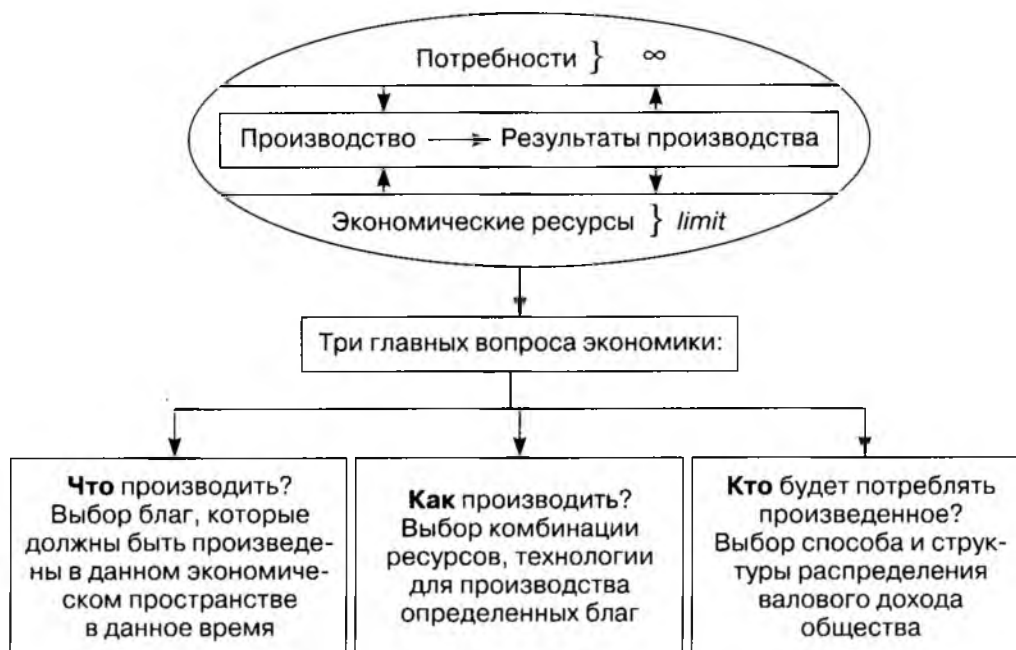 Потребности } ∞
Производство → Результаты производства
Экономические ресурсы } limit
Три главных вопроса экономики:
Что производить?
Выбор благ, которые
должны быть произведе-
ны в данном экономиче-
ском пространстве
в данное время
Как производить?
Выбор комбинации
ресурсов, технологии
для производства
определенных благ
Кто будет потреблять
произведенное?
Выбор способа и струк-
туры распределения
валового дохода
общества